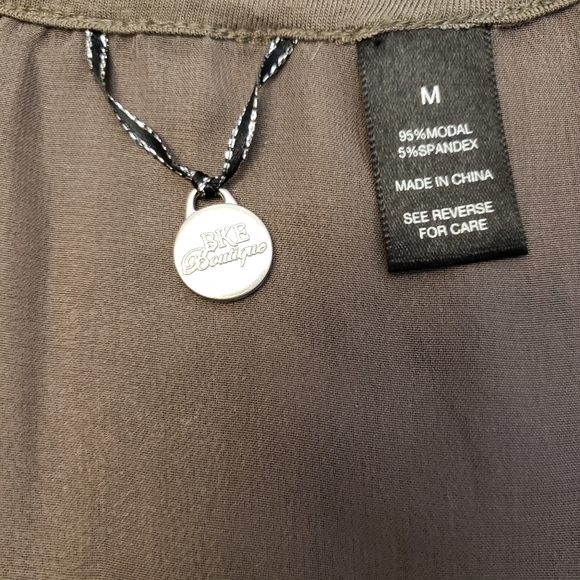 BKE
Boutique
M
95%MODAL
5%SPANDEX
MADE IN CHINA
SEE REVERSE
FOR CARE